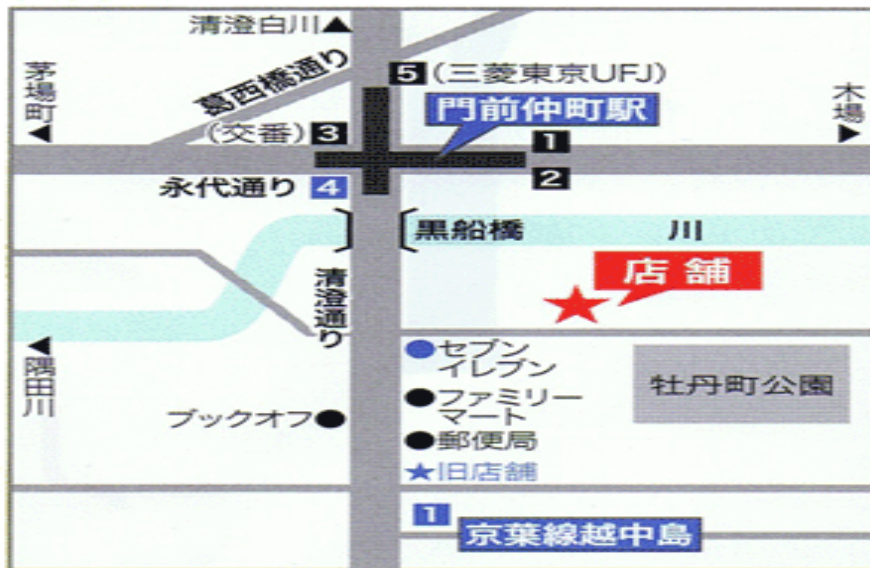 清澄白川▲
葛西橋通り
5(三菱東京UFJ)
茅場町
◀
木場
▶
門前仲町駅
(交番)3
1
2
永代通り 4
黒船橋
川
店舗
清澄通り
◀
隅田川
セブン
イレブン
ファミリー
マート
牡丹町公園
ブックオフ
郵便局
★旧店舗
1
京葉線越中島